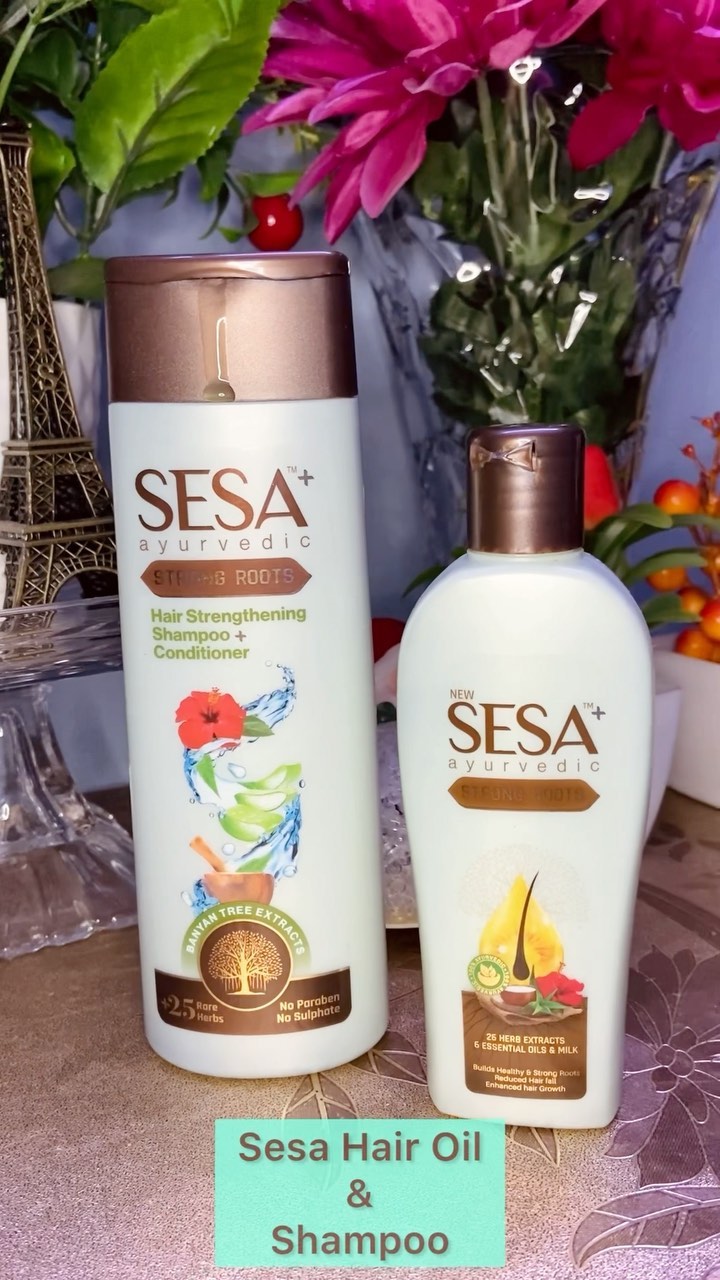 SESA™+
ayurvedic
STRONG ROOTS
Hair Strengthening
Shampoo +
Conditioner
BANYAN TREE EXTRACTS
+25 Rare
Herbs
No Paraben
No Sulphate
NEW
SESA™+
ayurvedic
STRONG ROOTS
25 HERB EXTRACTS
6 ESSENTIAL OILS & MILK
Builds Healthy & Strong Roots
Reduced Hair fall
Enhanced hair Growth
Sesa Hair Oil
&
Shampoo